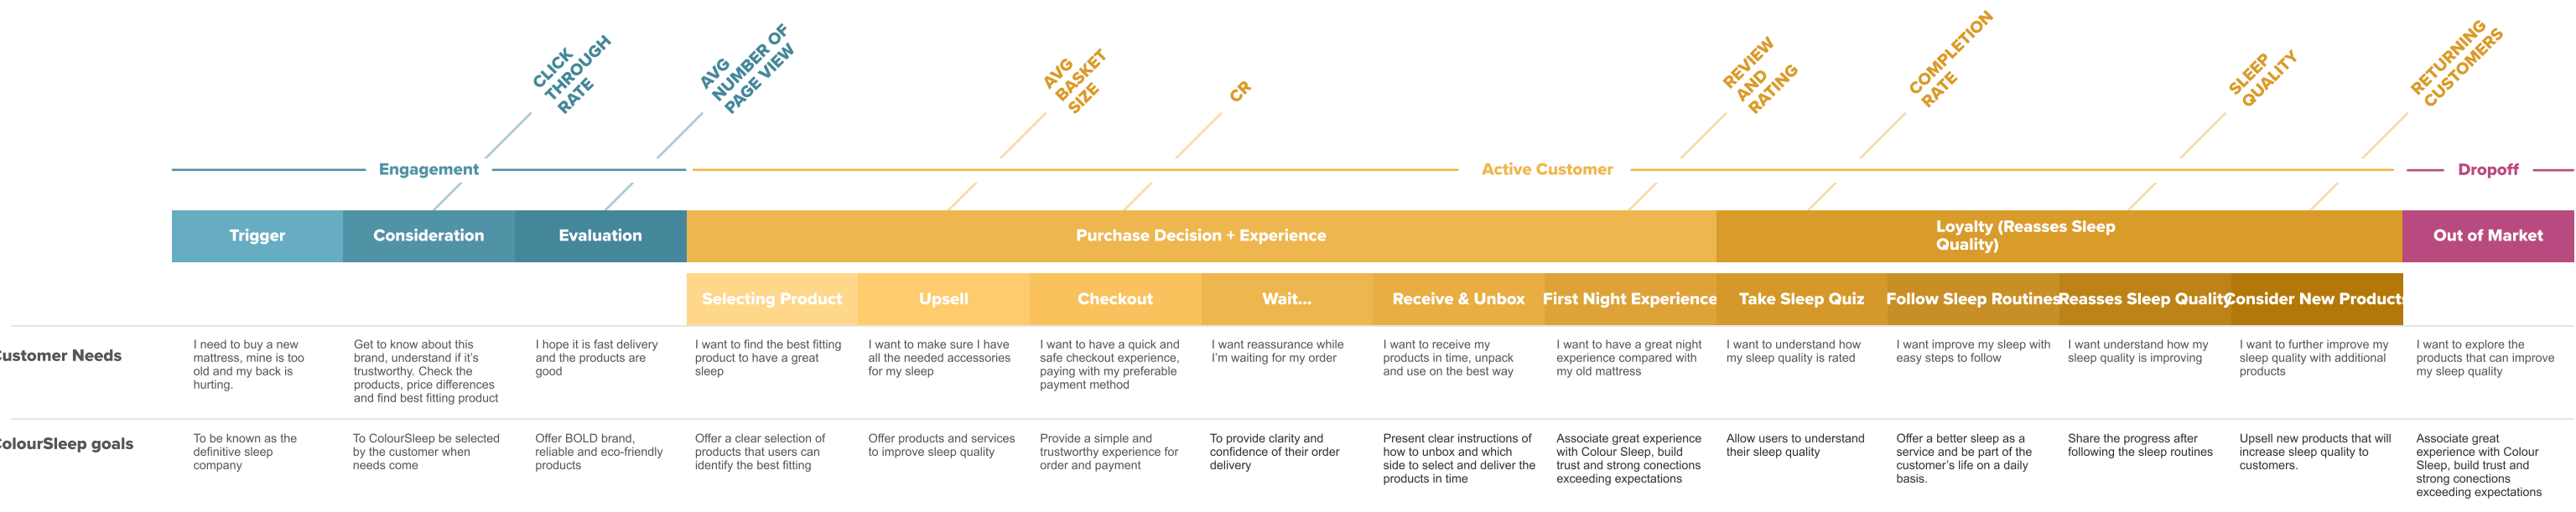 CLICK
THROUGH
RATE
AVG
NUMBER OF
PAGE VIEW
AVG
BASKET
SIZE
CR
REVIEW
AND
RATING
COMPLETION
RATE
SLEEP
QUALITY
RETURNING
CUSTOMERS
Engagement
Active Customer
Dropoff
Trigger
Consideration
Evaluation
Purchase Decision + Experience
Loyalty (Reasses Sleep
Quality)
Out of Market
Selecting Product
Upsell
Checkout
Wait...
Receive & Unbox
First Night Experience
Take Sleep Quiz
Follow Sleep Routines
Reasses Sleep Quality
Consider New Products
ustomer Needs
I need to buy a new
mattress, mine is too
old and my back is
hurting.
Get to know about this
brand, understand if it's
trustworthy. Check the
products, price differences
and find best fitting product
I hope it is fast delivery
and the products are
good
I want to find the best fitting
product to have a great
sleep
I want to make sure I have
all the needed accessories
for my sleep
I want to have a quick and
safe checkout experience,
paying with my preferable
payment method
I want reassurance while
I'm waiting for my order
I want to receive my
products in time, unpack
and use on the best way
I want to have a great night
experience compared with
my old mattress
I want to understand how
my sleep quality is rated
I want improve my sleep with
easy steps to follow
I want understand how my
sleep quality is improving
I want to further improve my
sleep quality with additional
products
I want to explore the
products that can improve
my sleep quality
ColourSleep goals
To be known as the
definitive sleep
company
To ColourSleep be selected
by the customer when
needs come
Offer BOLD brand,
reliable and eco-friendly
products
Offer a clear selection of
products that users can
identify the best fitting
Offer products and services
to improve sleep quality
Provide a simple and
trustworthy experience for
order and payment
To provide clarity and
confidence of their order
delivery
Present clear instructions of
how to unbox and which
side to select and deliver the
products in time
Associate great experience
with Colour Sleep, build
trust and strong conections
exceeding expectations
Allow users to understand
their sleep quality
Offer a better sleep as a
service and be part of the
customer's life on a daily
basis.
Share the progress after
following the sleep routines
Upsell new products that will
increase sleep quality to
customers.
Associate great
experience with Colour
Sleep, build trust and
strong conections
exceeding expectations